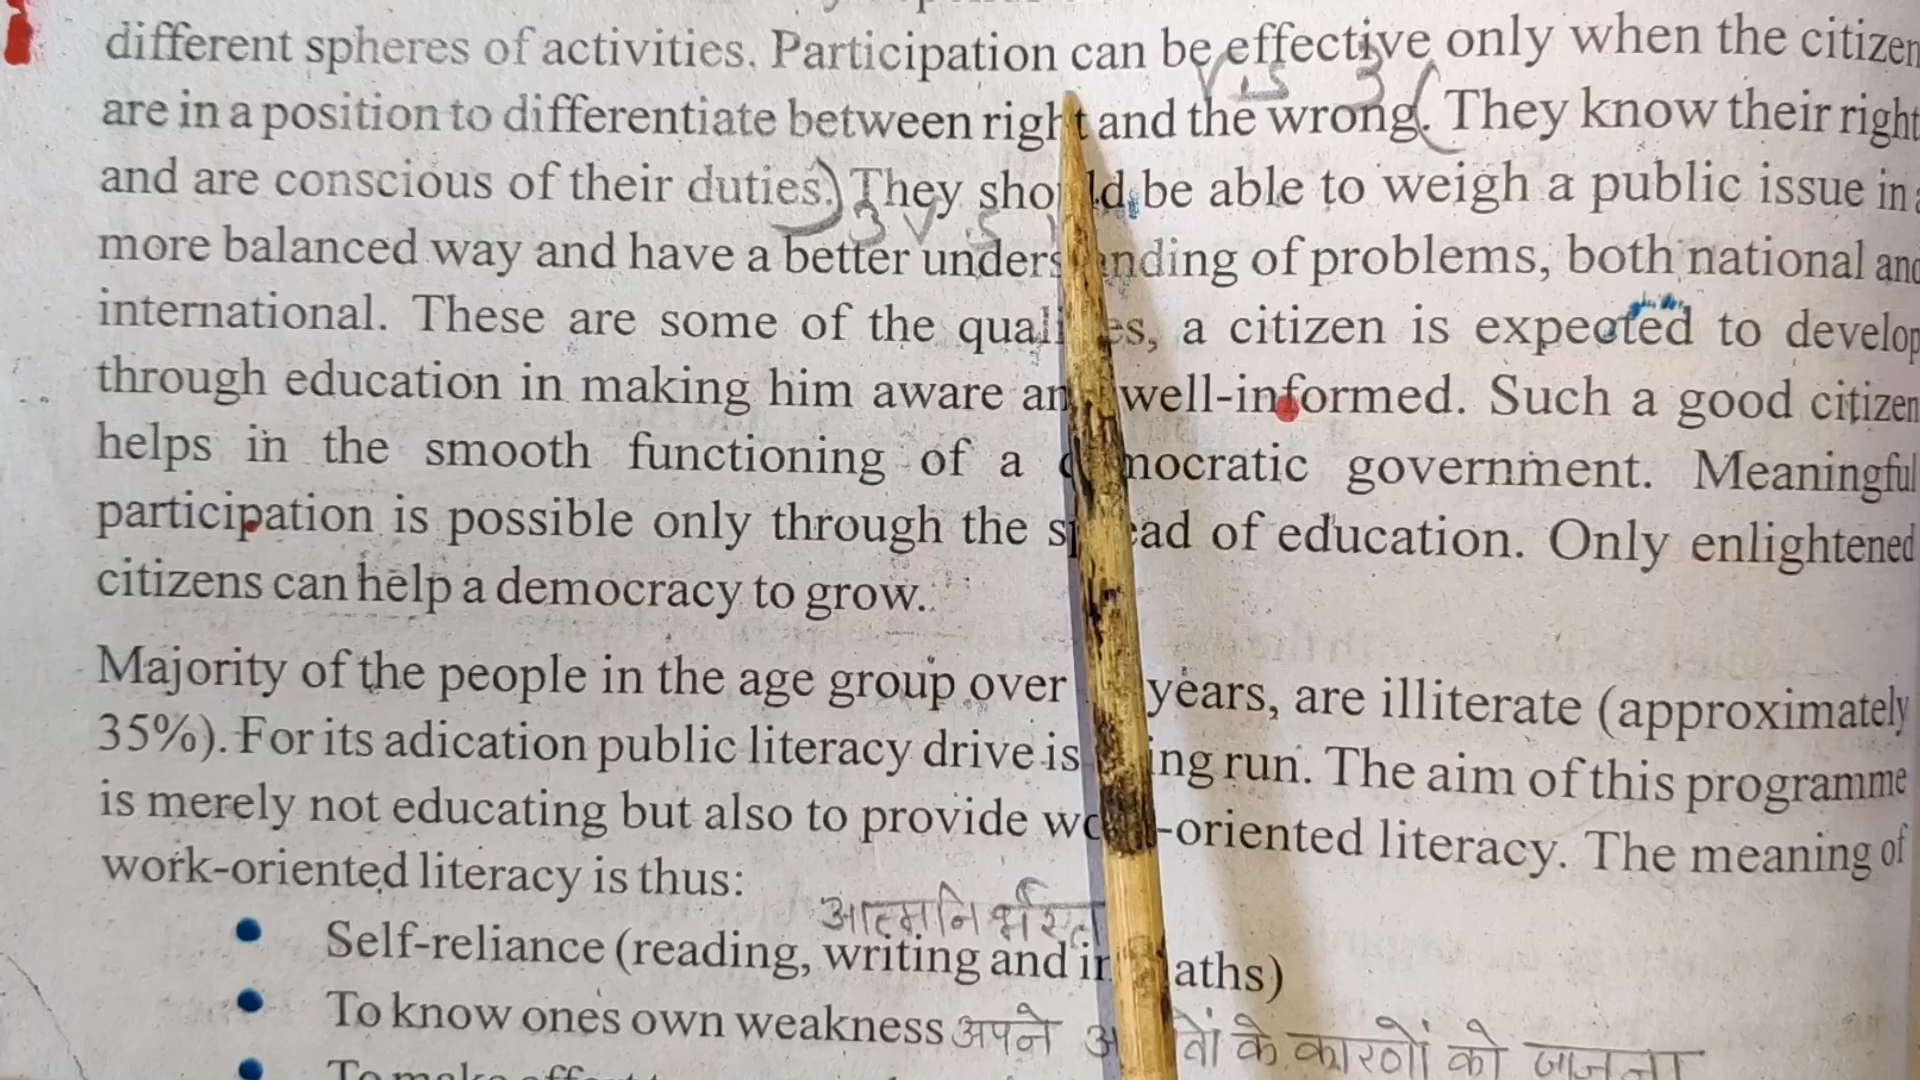 different spheres of activities. Participation can be effective only when the citizen
are in a position to differentiate between right and the wrong. They know their right
and are conscious of their duties.) They should be able to weigh a public issue in a
more balanced way and have a better understanding of problems, both national and
international. These are some of the qualities, a citizen is expected to develop
through education in making him aware and well-informed. Such a good citizen
helps in the smooth functioning of a democratic government. Meaningful
participation is possible only through the spread of education. Only enlightened
citizens can help a democracy to grow.
Majority of the people in the age group over years, are illiterate (approximately
35%). For its adication public literacy drive is being run. The aim of this programme
is merely not educating but also to provide work-oriented literacy. The meaning of
work-oriented literacy is thus:
आत्मनिर्भरता
• Self-reliance (reading, writing and in maths)
• To know ones own weakness अपने के कारणों को जानना
• To make